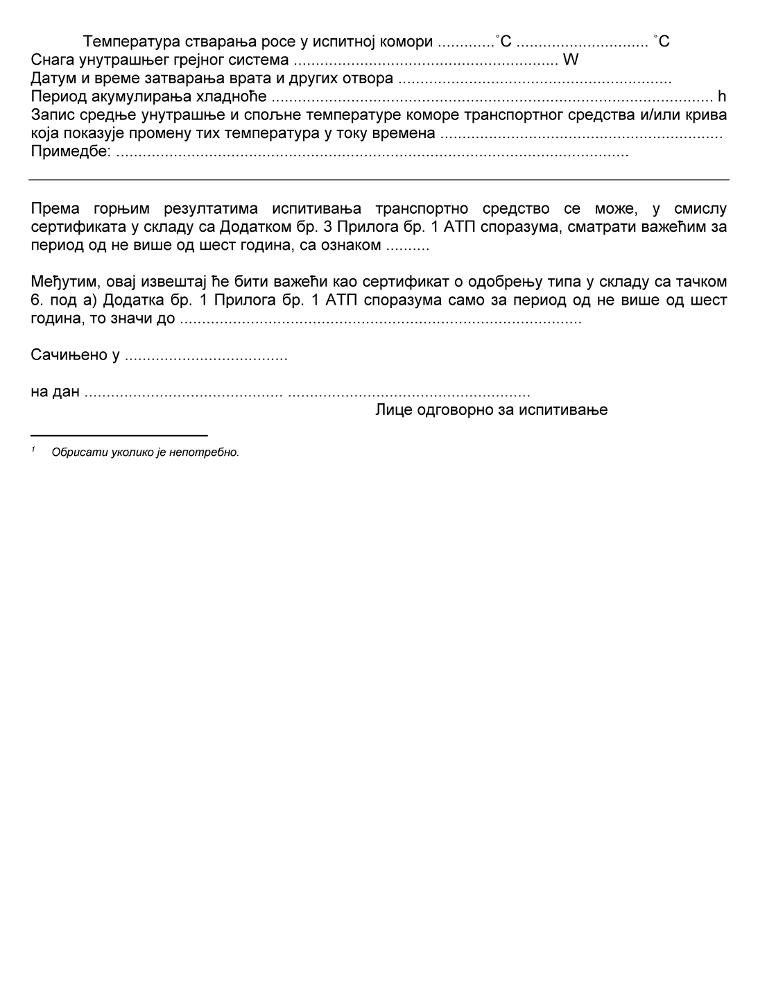 Температура стварања росе у испитној комори .............˚C .............................. ˚C
Снага унутрашњег грејног система ............................................................ W
Датум и време затварања врата и других отвора ..............................................................
Период акумулирања хладноће .................................................................................................... h
Запис средње унутрашње и спољне температуре коморе транспортног средства и/или крива
која показује промену тих температура у току времена ................................................................
Примедбе: ....................................................................................................................
Према горњим резултатима испитивања транспортно средство се може, у смислу
сертификата у складу са Додатком бр. 3 Прилога бр. 1 АТП споразума, сматрати важећим за
период од не више од шест година, са ознаком ..........
Међутим, овај извештај ће бити важећи као сертификат о одобрењу типа у складу са тачком
6. под а) Додатка бр. 1 Прилога бр. 1 АТП споразума само за период од не више од шест
година, то значи до ...........................................................................................
Сачињено у .....................................
на дан ............................................. .......................................................
Лице одговорно за испитивање
1 Обрисати уколико је непотребно.